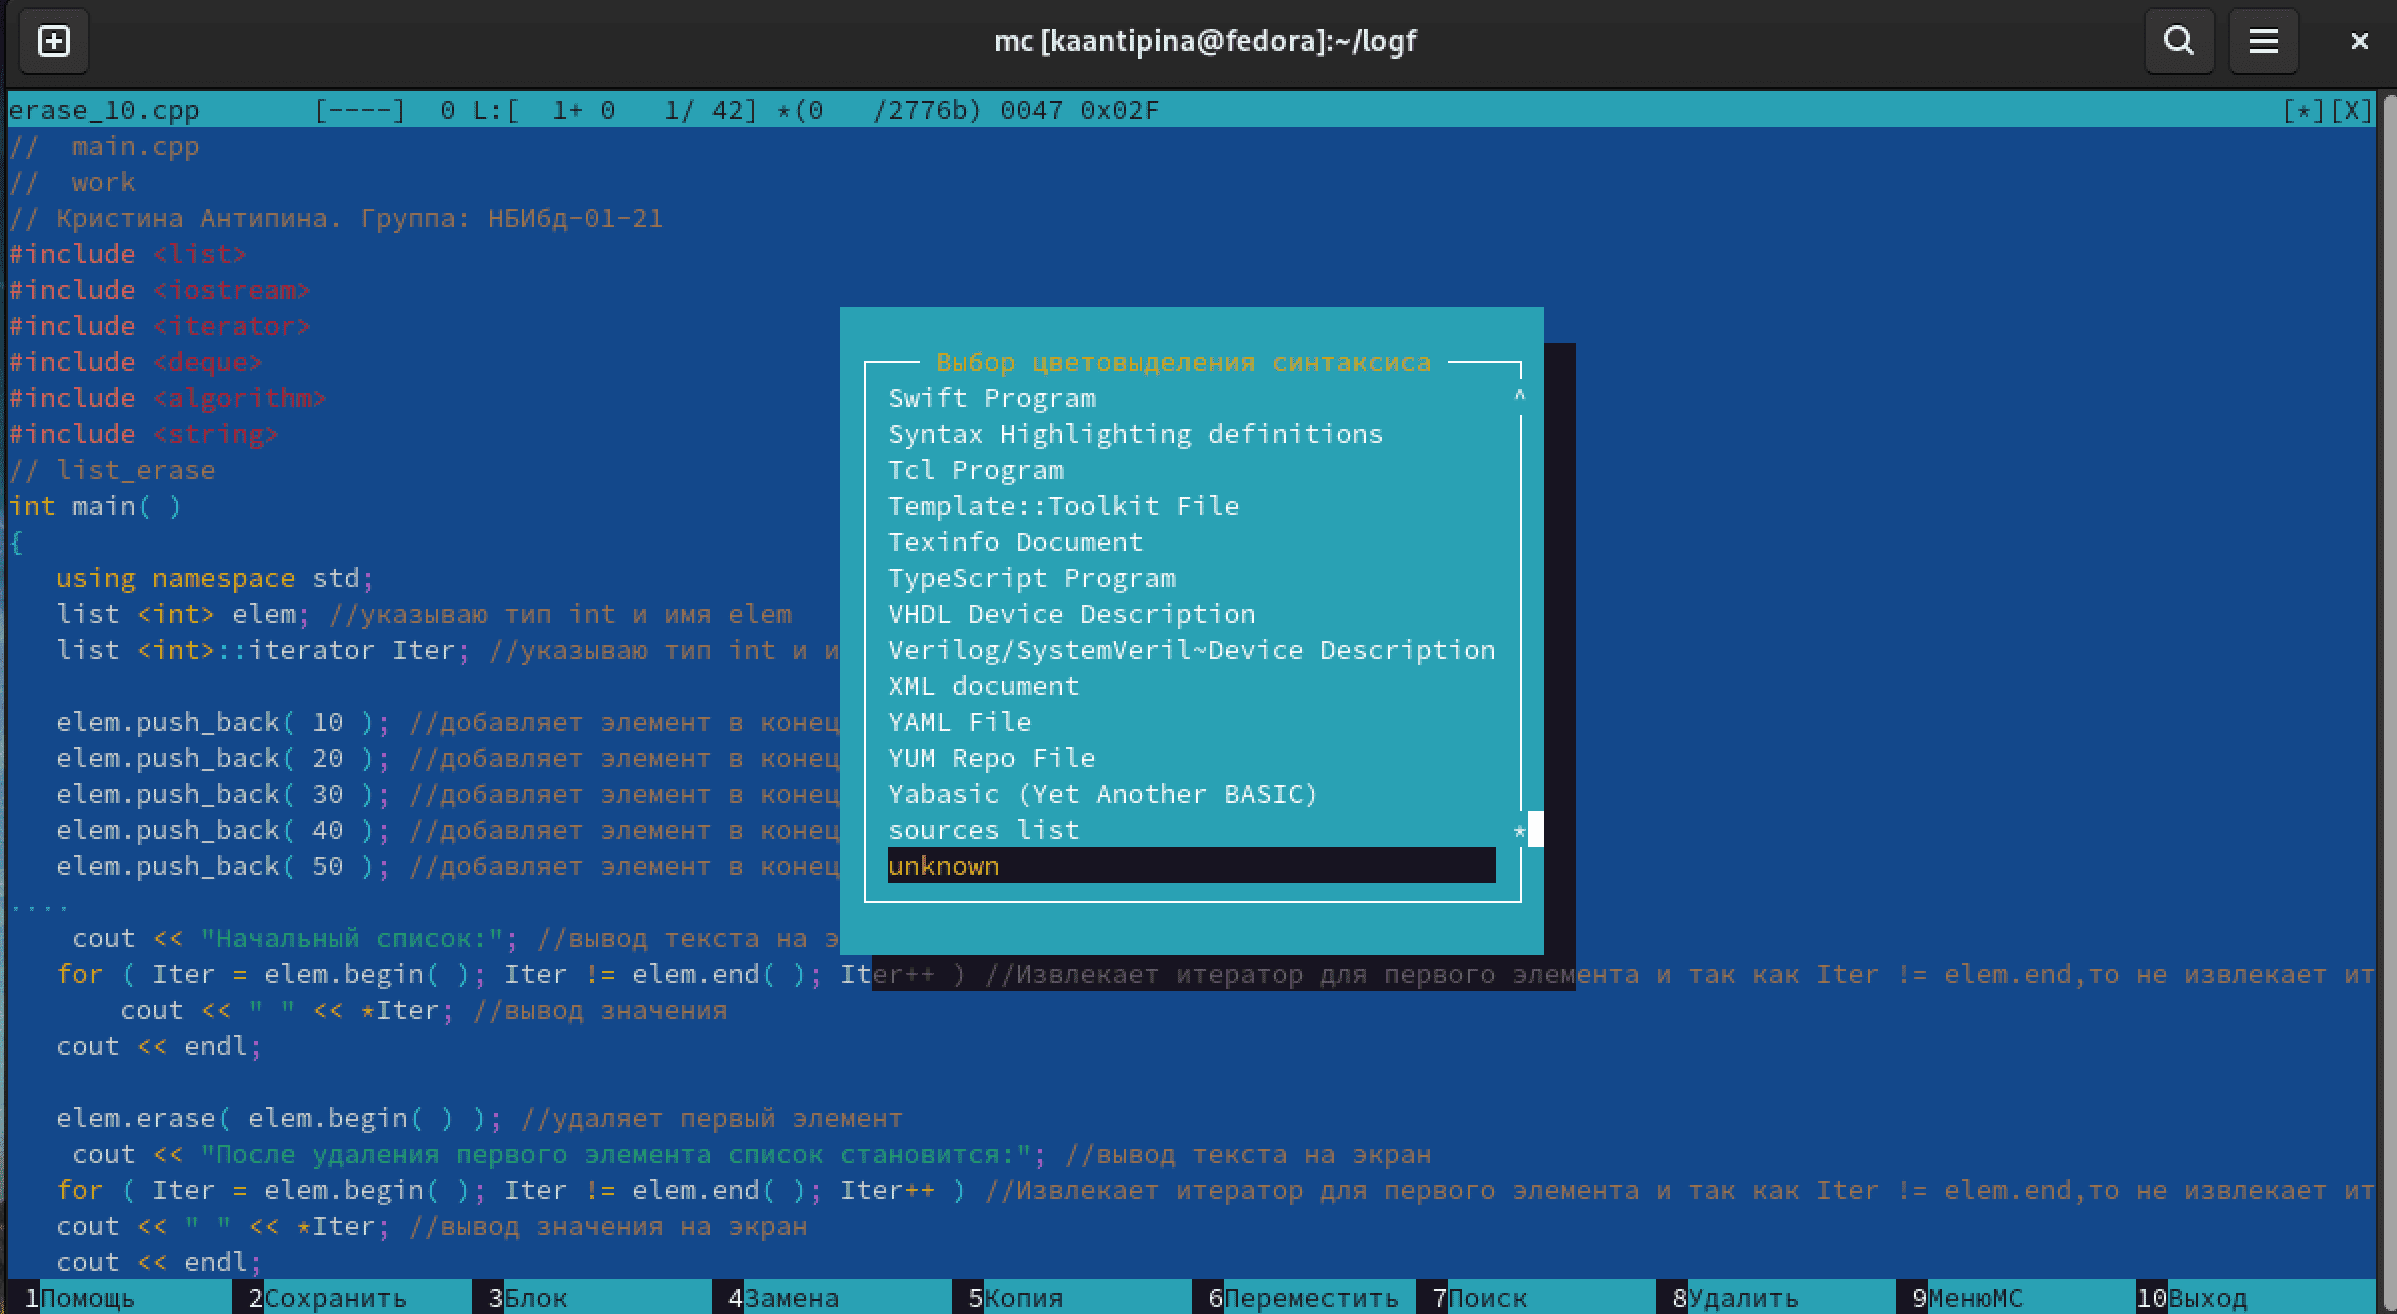 mc [kaantipina@fedora]:~/logf
erase_10.cpp [----] 0 L:[ 1+ 0 1/ 42] *(0 /2776b) 0047 0x02F [*][X]
// main.cpp
// work
// Кристина Антипина. Группа: НБИбд-01-21
#include <list>
#include <iostream>
#include <iterator>
#include <deque>
#include <algorithm>
#include <string>
// list_erase
int main( )
{
using namespace std;
list <int> elem; //указываю тип int и имя elem
list <int>::iterator Iter; //указываю тип int и и
elem.push_back( 10 ); //добавляет элемент в конец
elem.push_back( 20 ); //добавляет элемент в конец
elem.push_back( 30 ); //добавляет элемент в конец
elem.push_back( 40 ); //добавляет элемент в конец
elem.push_back( 50 ); //добавляет элемент в конец
....
cout << "Начальный список:"; //вывод текста на э
for ( Iter = elem.begin( ); Iter != elem.end( ); Iter++ ) //Извлекает итератор для первого элемента и так как Iter != elem.end,то не извлекает ит
cout << " " << *Iter; //вывод значения
cout << endl;
elem.erase( elem.begin( ) ); //удаляет первый элемент
cout << "После удаления первого элемента список становится:"; //вывод текста на экран
for ( Iter = elem.begin( ); Iter != elem.end( ); Iter++ ) //Извлекает итератор для первого элемента и так как Iter != elem.end,то не извлекает ит
cout << " " << *Iter; //вывод значения на экран
cout << endl;
Выбор цветовыделения синтаксиса
Swift Program ^
Syntax Highlighting definitions
Tcl Program
Template::Toolkit File
Texinfo Document
TypeScript Program
VHDL Device Description
Verilog/SystemVeril~Device Description
XML document
YAML File
YUM Repo File
Yabasic (Yet Another BASIC)
sources list *
unknown
1Помощь 2Сохранить 3Блок 4Замена 5Копия 6Переместить 7Поиск 8Удалить 9МенюMC 10Выход